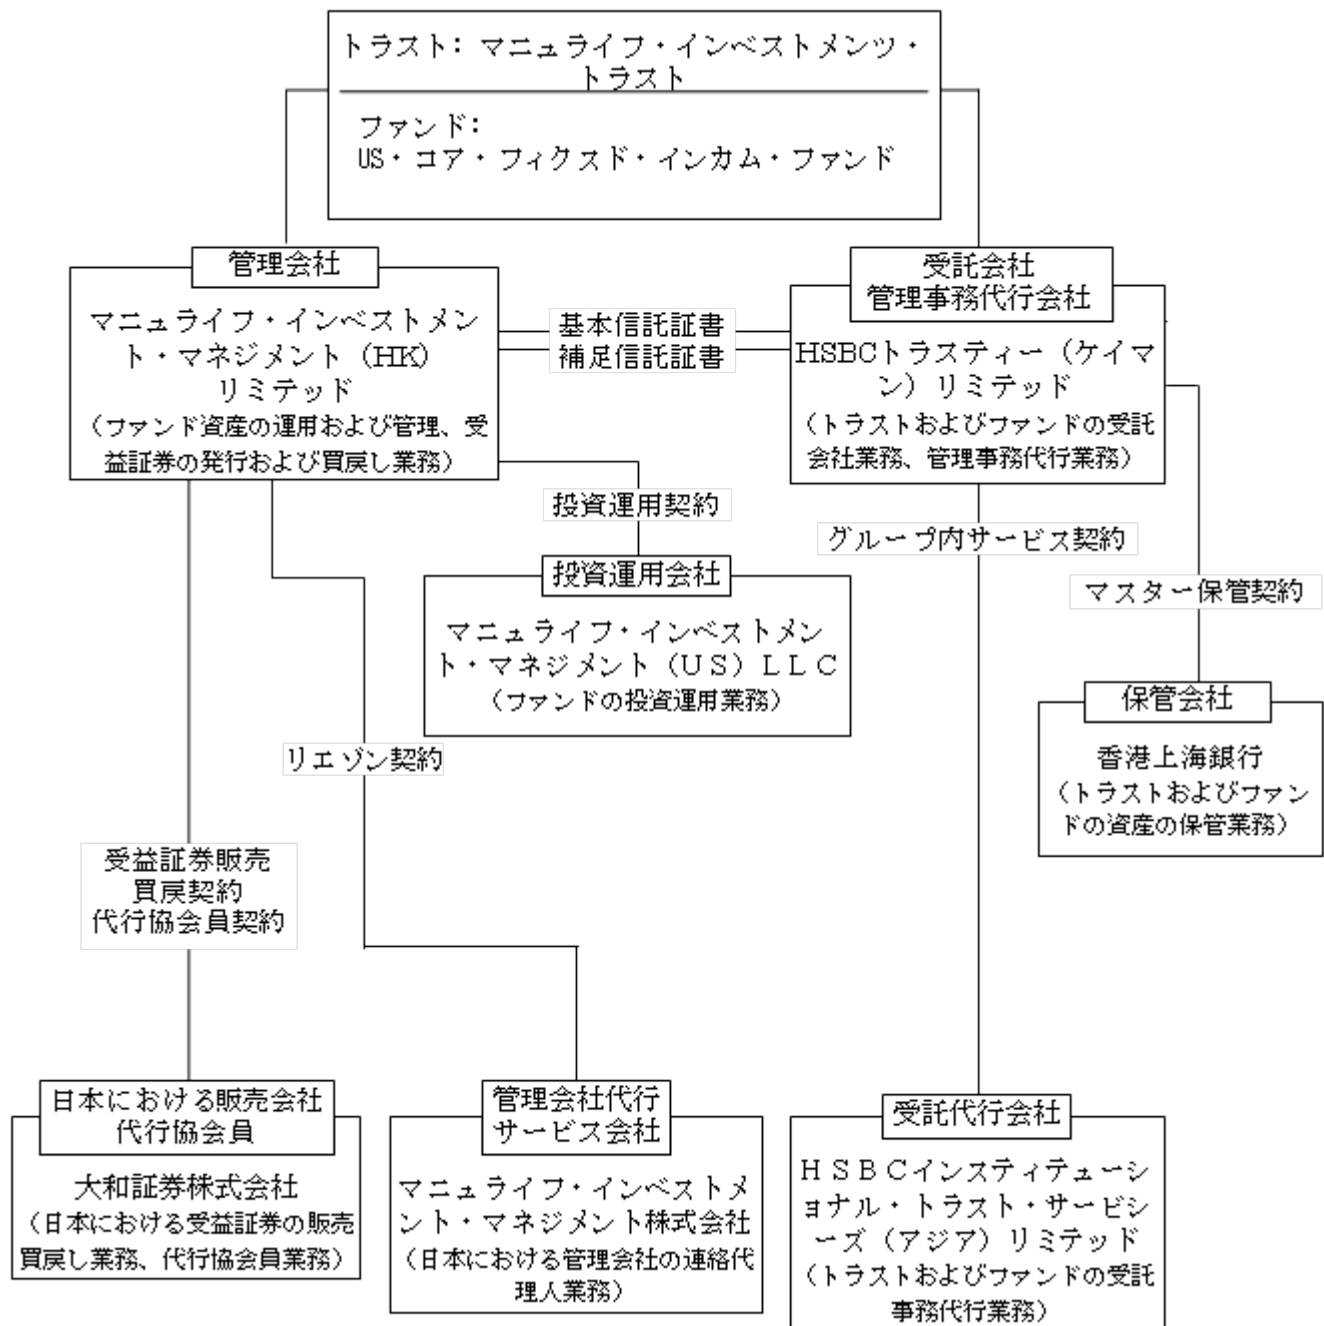 トラスト：マニュライフ・インベストメンツ・
トラスト
ファンド：
US・コア・フィクスド・インカム・ファンド
管理会社
マニュライフ・インベストメン
ト・マネジメント（HK）
リミテッド
（ファンド資産の運用および管理、受
益証券の発行および買戻し業務）
基本信託証書
補足信託証書
受託会社
管理事務代行会社
HSBCトラスティー（ケイマ
ン）リミテッド
（トラストおよびファンドの受託
会社業務、管理事務代行業務）
投資運用契約
投資運用会社
マニュライフ・インベストメン
ト・マネジメント（ＵＳ）ＬＬＣ
（ファンドの投資運用業務）
グループ内サービス契約
マスター保管契約
保管会社
香港上海銀行
（トラストおよびファン
ドの資産の保管業務）
リエゾン契約
受益証券販売
買戻契約
代行協会員契約
日本における販売会社
代行協会員
大和証券株式会社
（日本における受益証券の販売
買戻し業務、代行協会員業務）
管理会社代行
サービス会社
マニュライフ・インベストメ
ント・マネジメント株式会社
（日本における管理会社の連絡代
理人業務）
受託代行会社
ＨＳＢＣインスティテューシ
ョナル・トラスト・サービシ
ーズ（アジア）リミテッド
（トラストおよびファンドの受託
事務代行業務）